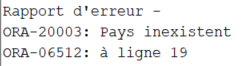 Rapport d'erreur -
ORA-20003: Pays inexistent
ORA-06512: à ligne 19